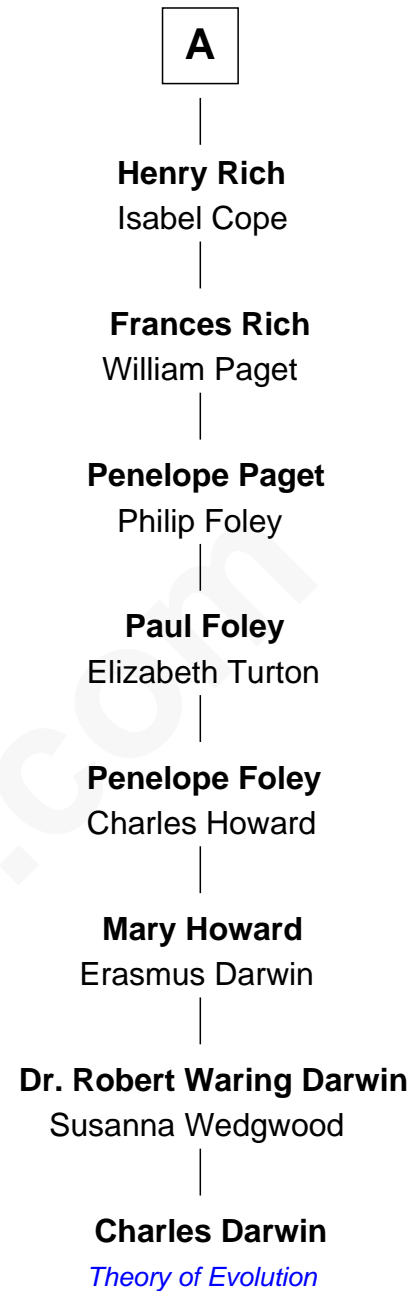 A
Henry Rich
Isabel Cope
Frances Rich
William Paget
Penelope Paget
Philip Foley
Paul Foley
Elizabeth Turton
Penelope Foley
Charles Howard
Mary Howard
Erasmus Darwin
Dr. Robert Waring Darwin
Susanna Wedgwood
Charles Darwin
Theory of Evolution
.com